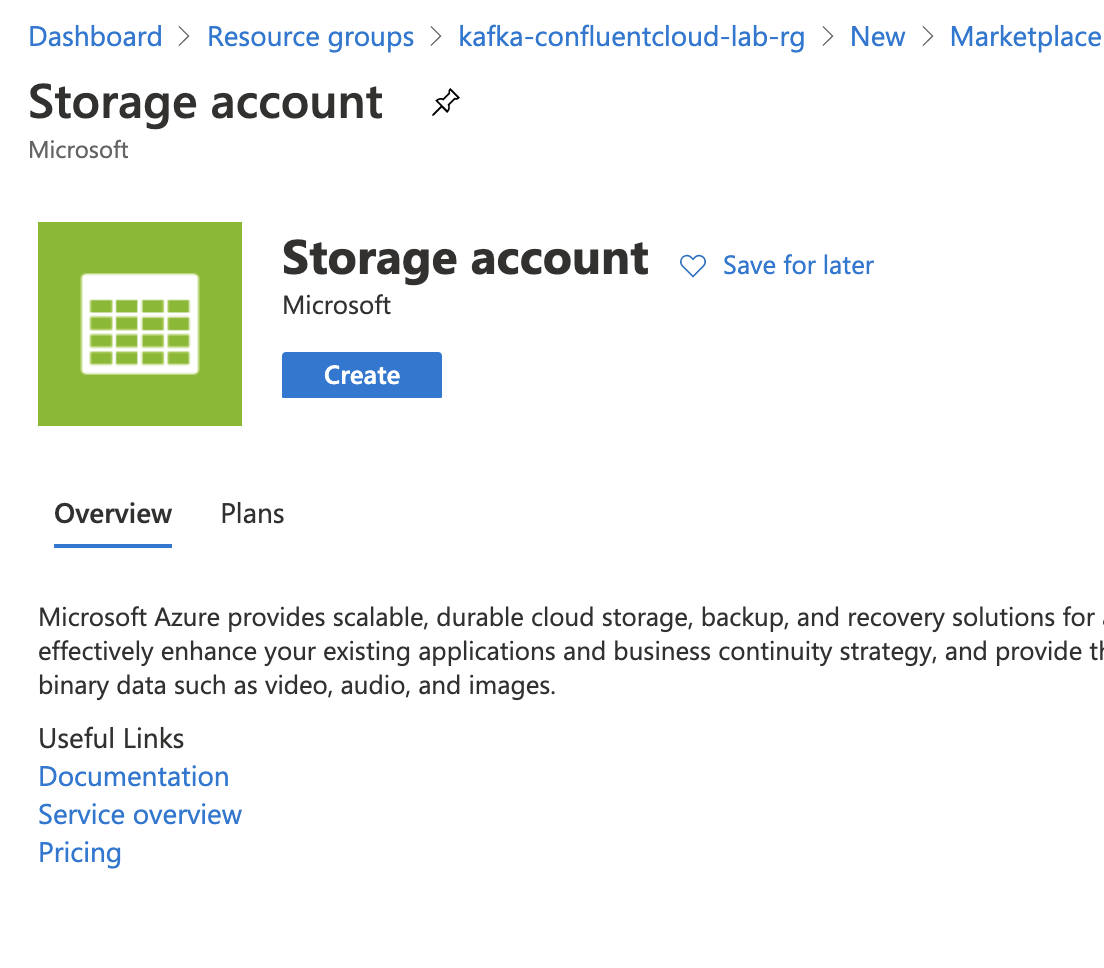 Dashboard > Resource groups > kafka-confluentcloud-lab-rg > New > Marketplace
Storage account
Microsoft
Storage account
Save for later
Microsoft
Create
Overview Plans
Microsoft Azure provides scalable, durable cloud storage, backup, and recovery solutions for
effectively enhance your existing applications and business continuity strategy, and provide
binary data such as video, audio, and images.
Useful Links
Documentation
Service overview
Pricing